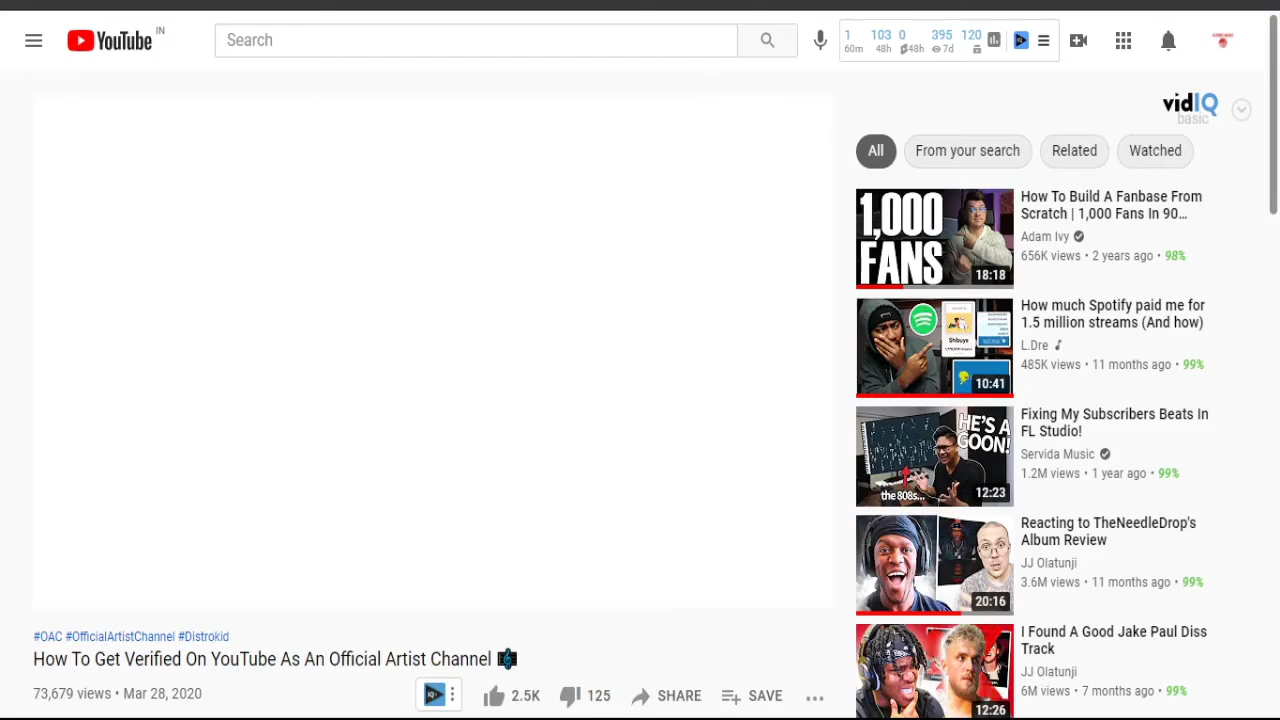 YouTube IN
Search
1 103 0 395 120
60m 48h 48h 7d
vidIQ
basic
All From your search Related Watched
1,000
FANS
18:18
How To Build A Fanbase From
Scratch | 1,000 Fans In 90...
Adam Ivy
656K views • 2 years ago • 98%
Shibuya
10:41
How much Spotify paid me for
1.5 million streams (And how)
L.Dre
485K views • 11 months ago • 99%
HE'S A
GOON!
the 808s...
12:23
Fixing My Subscribers Beats In
FL Studio!
Servida Music
1.2M views • 1 year ago • 99%
20:16
Reacting to TheNeedleDrop's
Album Review
JJ Olatunji
3.6M views • 11 months ago • 99%
12:26
I Found A Good Jake Paul Diss
Track
JJ Olatunji
6M views • 7 months ago • 99%
#OAC #OfficialArtistChannel #Distrokid
How To Get Verified On YouTube As An Official Artist Channel
73,679 views • Mar 28, 2020
2.5K 125 SHARE SAVE